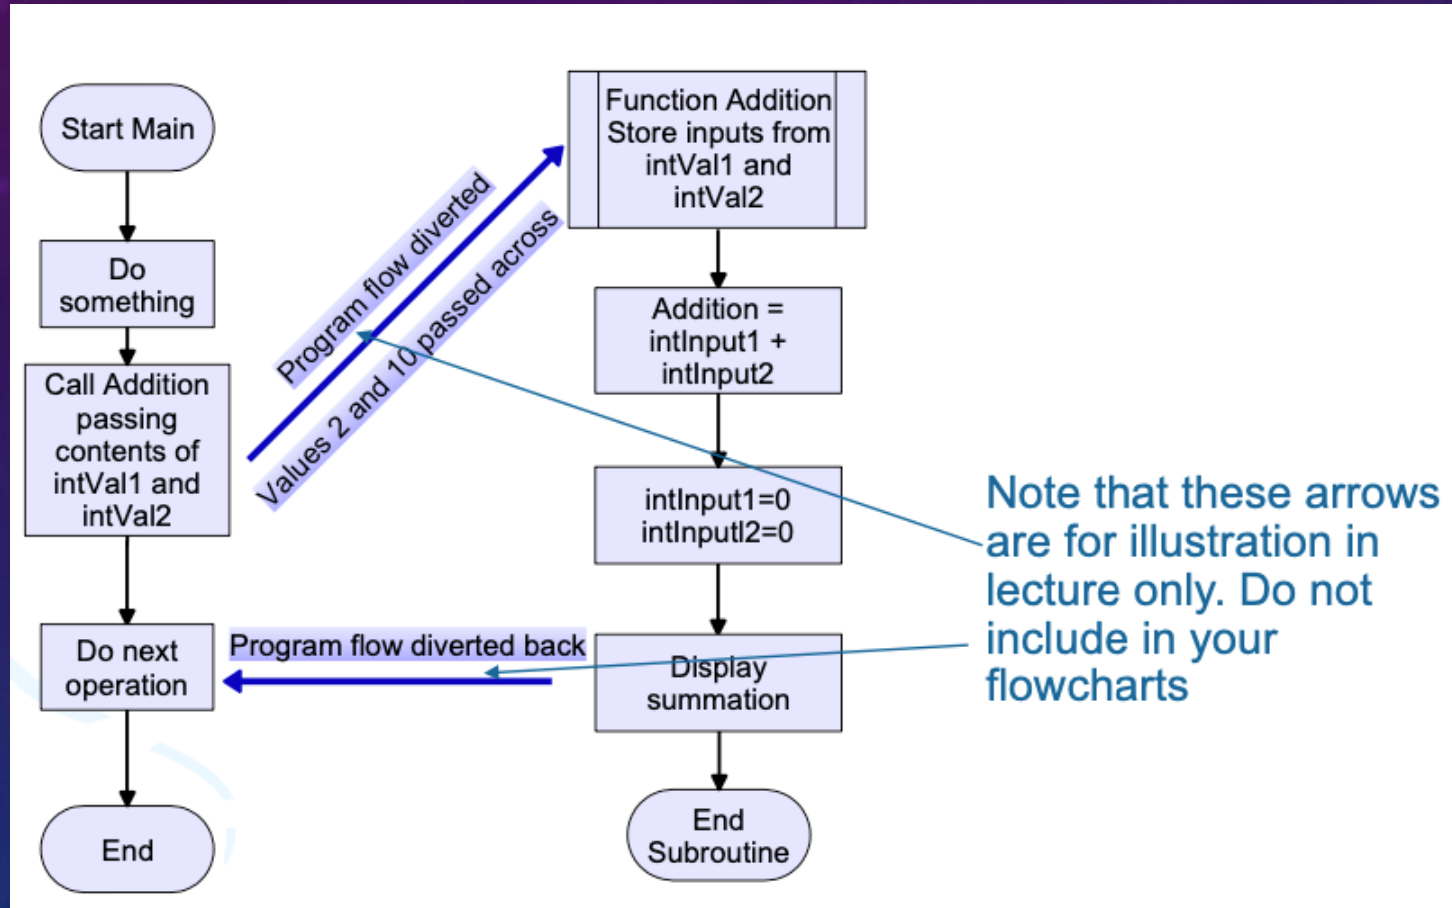 Start Main
Do
something
Call Addition
passing
contents of
intVal1 and
intVal2
Do next
operation
End
Program flow diverted
Values 2 and 10 passed across
Program flow diverted back
Function Addition
Store inputs from
intVal1 and
intVal2
Addition =
intInput1 +
intInput2
intInput1=0
intInputl2=0
Display
summation
End
Subroutine
Note that these arrows
are for illustration in
lecture only. Do not
include in your
flowcharts